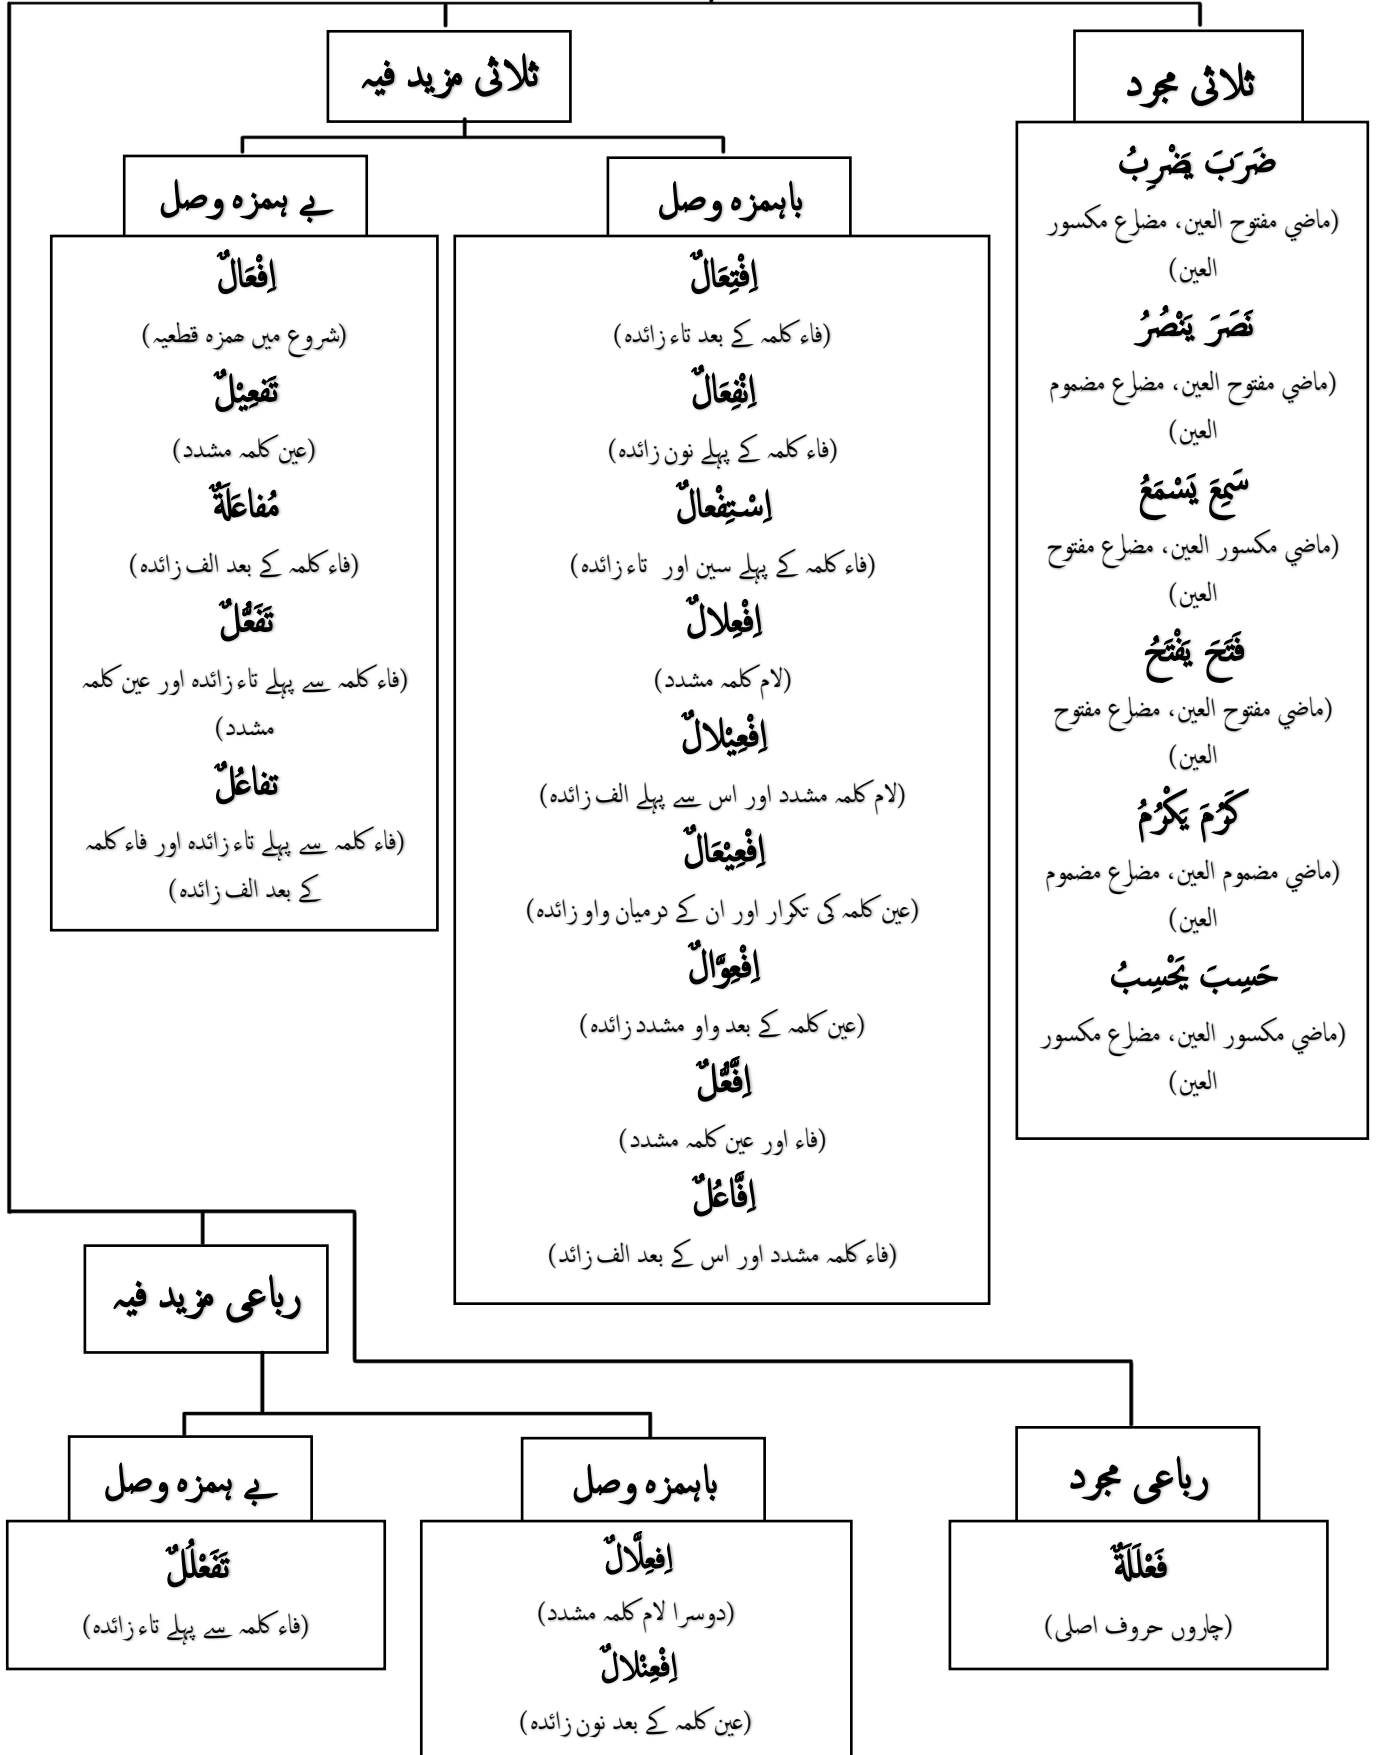 ثلاثی مجرد
ضَرَبَ يَضْرِبُ
(ماضي مفتوح العين، مضارع مكسور
العين)
نَصَرَ يَنْصُرُ
(ماضي مفتوح العين، مضارع مضموم
العين)
سَمِعَ يَسْمَعُ
(ماضي مكسور العين، مضارع مفتوح
العين)
فَتَحَ يَفْتَحُ
(ماضي مفتوح العين، مضارع مفتوح
العين)
كَرُمَ يَكْرُمُ
(ماضي مضموم العين، مضارع مضموم
العين)
حَسِبَ يَحْسِبُ
(ماضي مكسور العين، مضارع مكسور
العين)
ثلاثی مزید فیہ
باہمزہ وصل
اِفْتِعَالٌ
(فاء کلمہ کے بعد تاء زائدہ)
اِنْفِعَالٌ
(فاء کلمہ کے پہلے نون زائدہ)
اِسْتِفْعالٌ
(فاء کلمہ کے پہلے سین اور تاء زائدہ)
اِفْعِلالٌ
(لام کلمہ مشدد)
اِفْعِيْلالٌ
(لام کلمہ مشدد اور اس سے پہلے الف زائدہ)
اِفْعِيْعَالٌ
(عین کلمہ کی تکرار اور ان کے درمیان واو زائدہ)
اِفْعِوَّالٌ
(عین کلمہ کے بعد واو مشدد زائدہ)
اِفَّعُّلٌ
(فاء اور عین کلمہ مشدد)
اِفَّاعُلٌ
(فاء کلمہ مشدد اور اس کے بعد الف زائد)
بے ہمزہ وصل
اِفْعَالٌ
(شروع میں ھمزہ قطعیہ)
تَفعِيْلٌ
(عین کلمہ مشدد)
مُفاعَلَةٌ
(فاء کلمہ کے بعد الف زائدہ)
تَفَعُّلٌ
(فاء کلمہ سے پہلے تاء زائدہ اور عین کلمہ
مشدد)
تفاعُلٌ
(فاء کلمہ سے پہلے تاء زائدہ اور فاء کلمہ
کے بعد الف زائدہ)
رباعی مجرد
فَعْلَلَةٌ
(چاروں حروف اصلی)
رباعی مزید فیہ
باہمزہ وصل
اِفعِلَّالٌ
(دوسرا لام کلمہ مشدد)
اِفْعِنْلالٌ
(عین کلمہ کے بعد نون زائدہ)
بے ہمزہ وصل
تَفَعْلُلٌ
(فاء کلمہ سے پہلے تاء زائدہ)